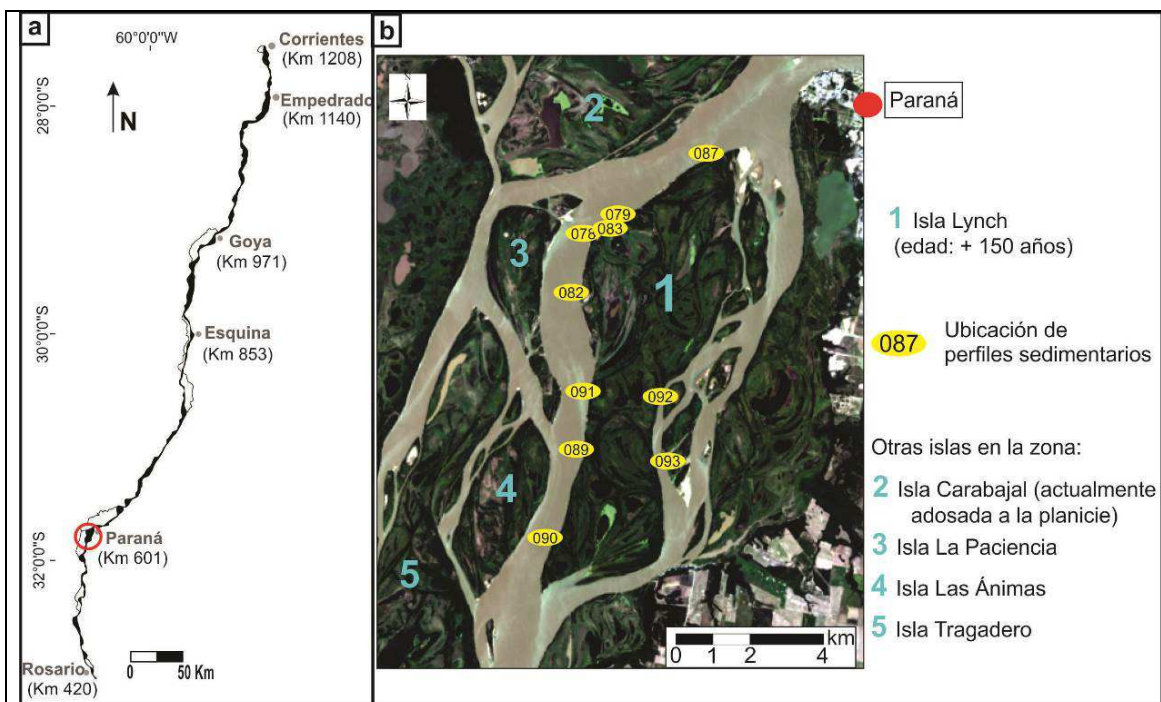 a
60°0'0"W
Corrientes
(Km 1208)
28°0'0"S
Empedrado
(Km 1140)
N
Goya
(Km 971)
30°0'0"S
Esquina
(Km 853)
32°0'0"S
Paraná
(Km 601)
Rosario
(Km 420)
0 50 Km
b
N
2
087
079
083
078
3
082
1
091
092
089
093
4
090
5
km
0 1 2 4
Paraná
1 Isla Lynch
(edad: + 150 años)
087 Ubicación de
perfiles sedimentarios
Otras islas en la zona:
2 Isla Carabajal (actualmente
adosada a la planicie)
3 Isla La Paciencia
4 Isla Las Ánimas
5 Isla Tragadero